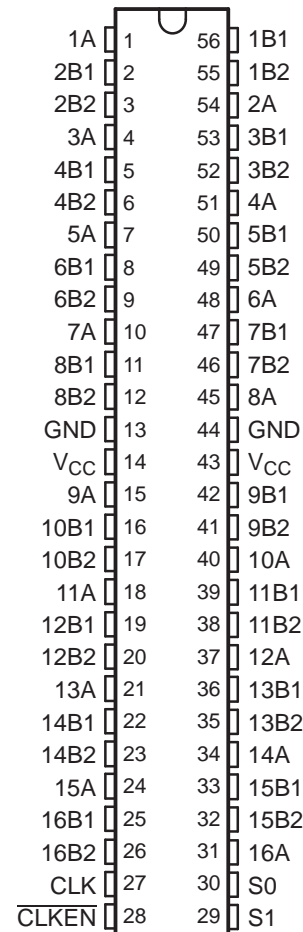 1A 1 56 1B1
2B1 2 55 1B2
2B2 3 54 2A
3A 4 53 3B1
4B1 5 52 3B2
4B2 6 51 4A
5A 7 50 5B1
6B1 8 49 5B2
6B2 9 48 6A
7A 10 47 7B1
8B1 11 46 7B2
8B2 12 45 8A
GND 13 44 GND
VCC 14 43 VCC
9A 15 42 9B1
10B1 16 41 9B2
10B2 17 40 10A
11A 18 39 11B1
12B1 19 38 11B2
12B2 20 37 12A
13A 21 36 13B1
14B1 22 35 13B2
14B2 23 34 14A
15A 24 33 15B1
16B1 25 32 15B2
16B2 26 31 16A
CLK 27 30 S0
CLKEN 28 29 S1